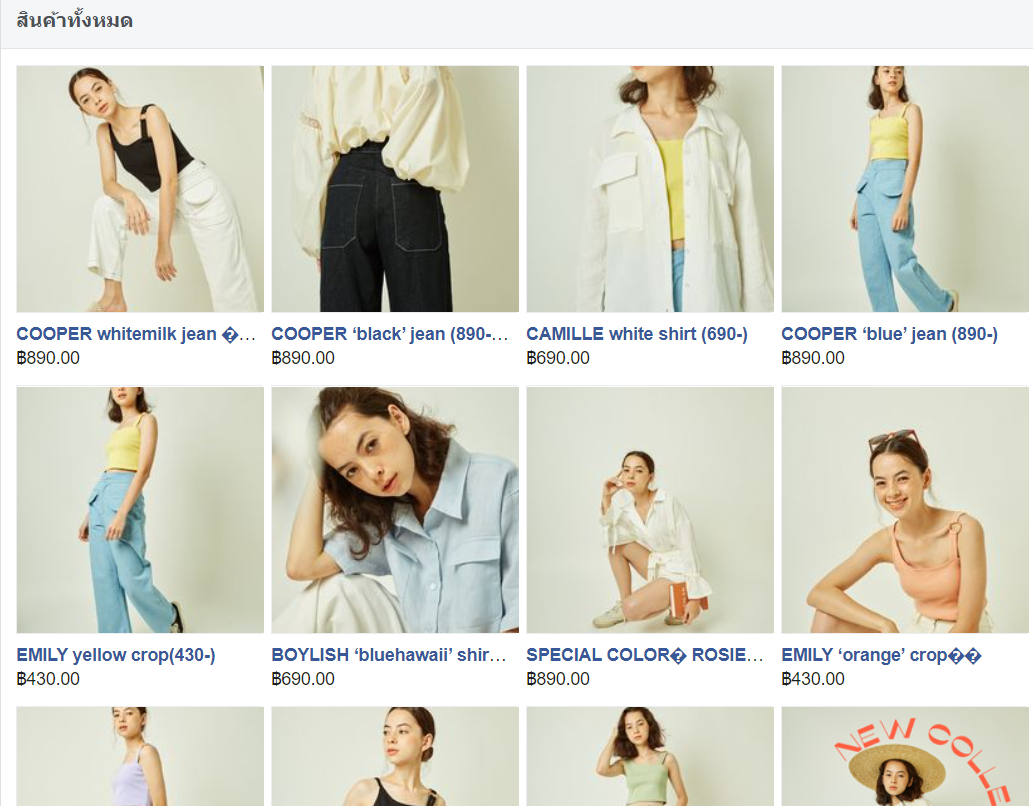 สินค้าทั้งหมด
COOPER whitemilk jean �...
฿890.00
COOPER ‘black’ jean (890-...
฿890.00
CAMILLE white shirt (690-)
฿690.00
COOPER ‘blue’ jean (890-)
฿890.00
EMILY yellow crop(430-)
฿430.00
BOYLISH ‘bluehawaii’ shir...
฿690.00
SPECIAL COLOR� ROSIE...
฿890.00
EMILY ‘orange’ crop��
฿430.00
NEW COLLE